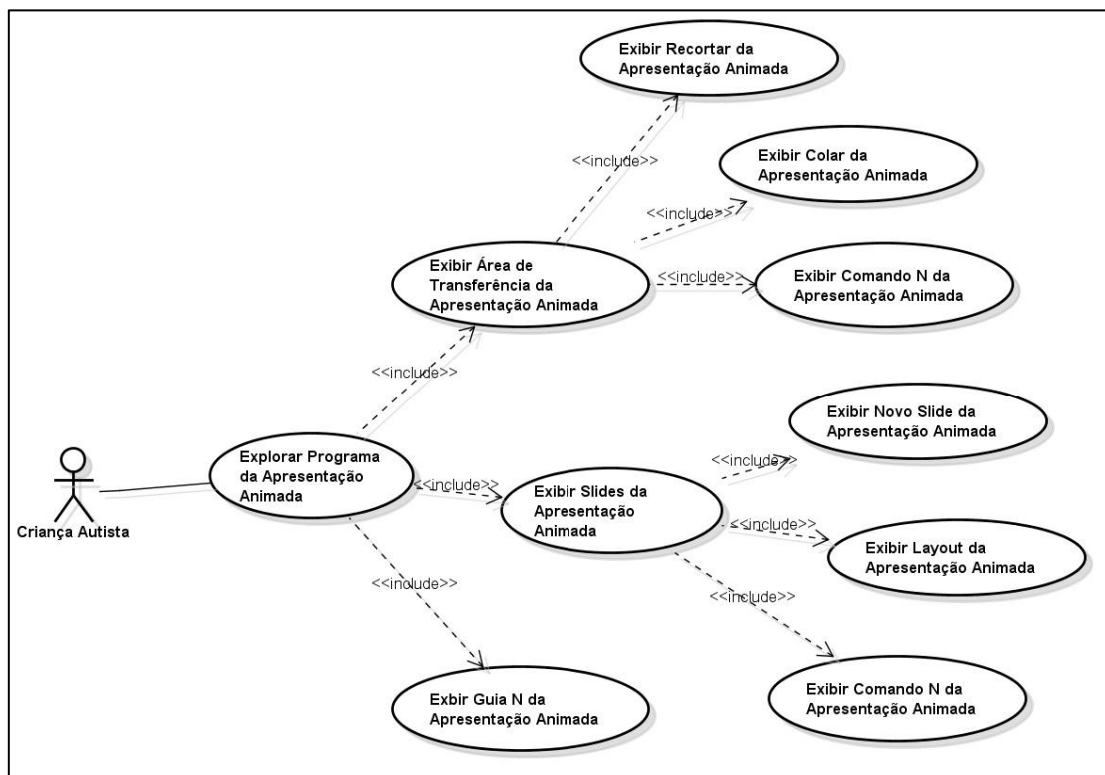 Exibir Recortar da
Apresentação Animada
<<include>>
Exibir Colar da
Apresentação Animada
<<include>>
Exibir Área de
Transferência da
Apresentação Animada
<<include>>
Exibir Comando N da
Apresentação Animada
<<include>>
Exibir Novo Slide da
Apresentação Animada
Explorar Programa
da Apresentação
Animada
<<include>>
<<include>>
Exibir Slides da
Apresentação
Animada
<<include>>
Criança Autista
Exibir Layout da
Apresentação Animada
<<include>>
<<include>>
Exbir Guia N da
Apresentação Animada
Exibir Comando N da
Apresentação Animada